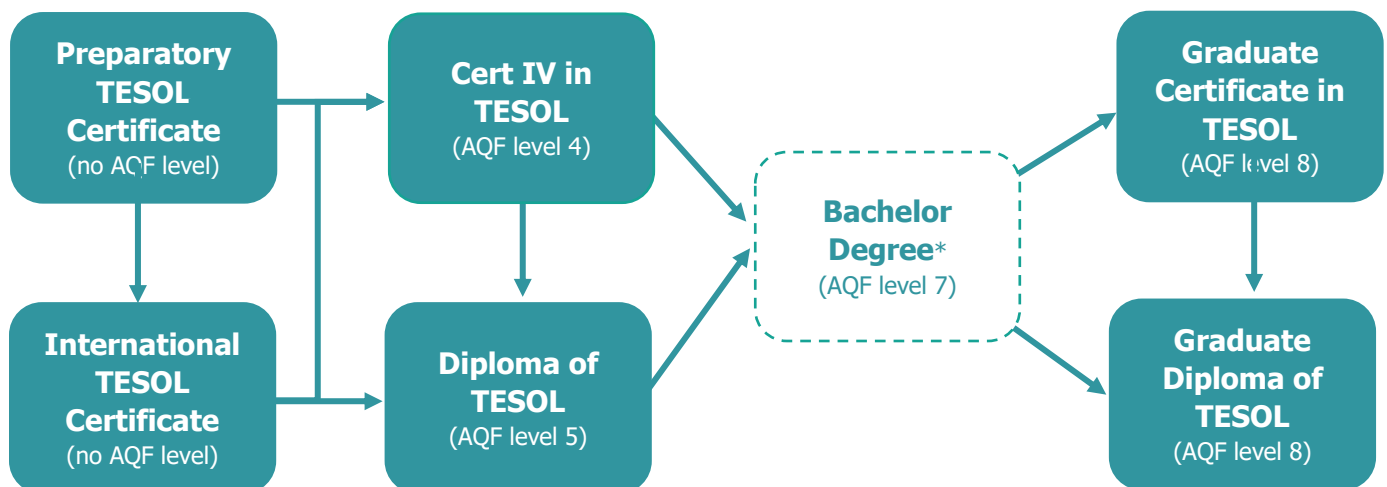 Preparatory
TESOL
Certificate
(no AQF level)
Cert IV in
TESOL
(AQF level 4)
Graduate
Certificate in
TESOL
(AQF level 8)
Bachelor
Degree*
(AQF level 7)
International
TESOL
Certificate
(no AQF level)
Diploma of
TESOL
(AQF level 5)
Graduate
Diploma of
TESOL
(AQF level 8)